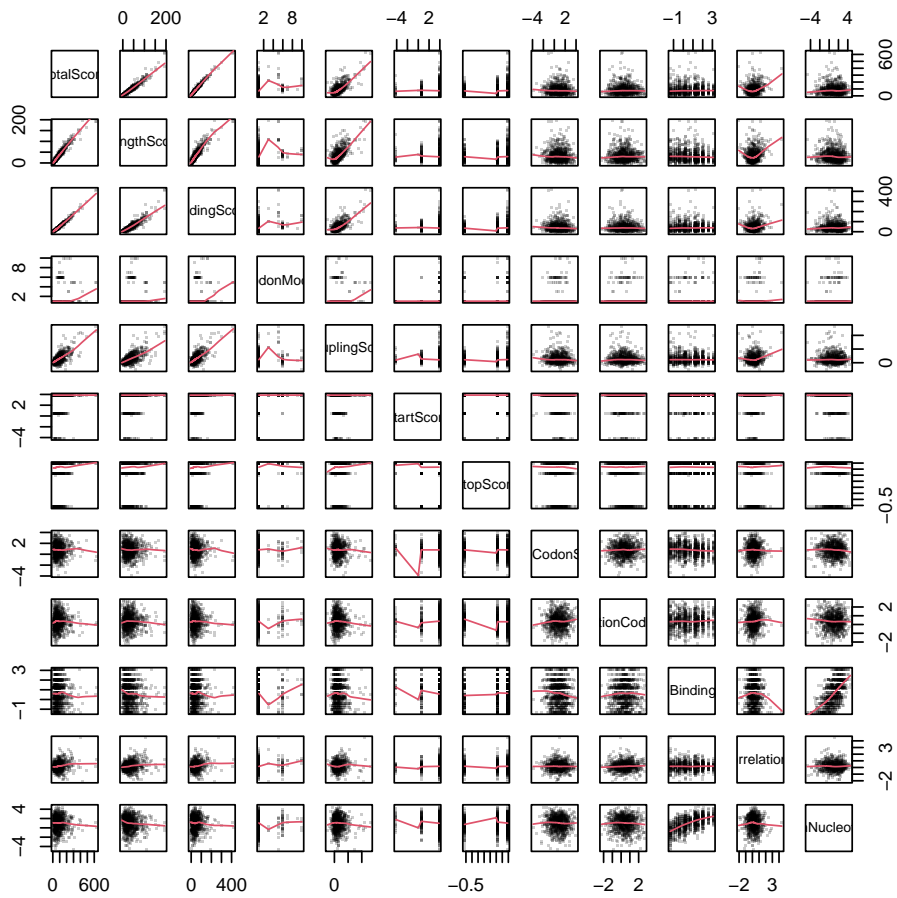 0 200 2 8 −4 2 −4 2 −1 3 −4 4
otalScor
0 600
ngthSco
0 200
dingSco
0 400
donMod
2 8
uplingSc
0
tartScor
−4 2
topScor
−0.5
CodonS
−4 2
tionCod
−2 2
Binding
−1 3
rrelation
−2 3
Nucleo
−4 4
0 600 0 400 0 −0.5 −2 2 −2 3